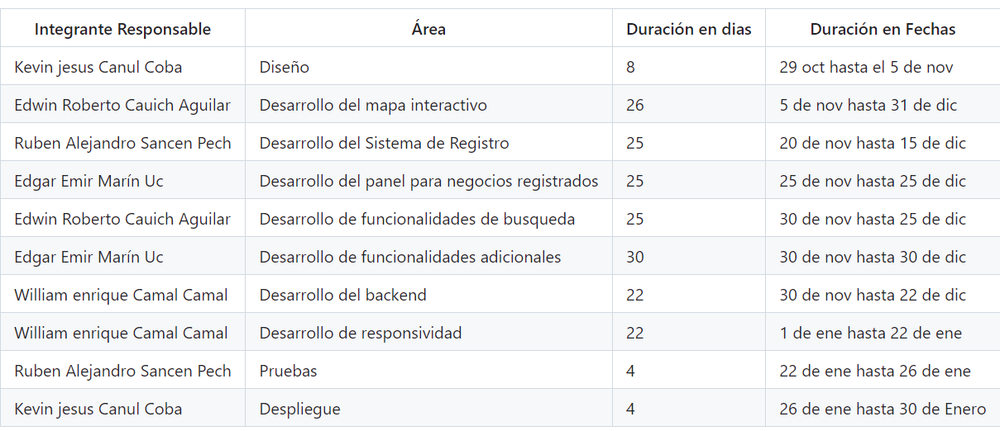 Integante Responsable Área Duración en dias Duración en Fechas
Kevin jesus Canul Coba Diseño 8 29 oct hasta el 5 de nov
Edwin Roberto Cauich Aguilar Desarrollo del mapa interactivo 26 5 de nov hasta 31 de dic
Ruben Alejandro Sancen Pech Desarrollo del Sistema de Registro 25 20 de nov hasta 15 de dic
Edgar Emir Marín Uc Desarrollo del panel para negocios registrados 25 25 de nov hasta 25 de dic
Edwin Roberto Cauich Aguilar Desarrollo de funcionalidades de busqueda 25 30 de nov hasta 25 de dic
Edgar Emir Marín Uc Desarrollo de funcionalidades adicionales 30 30 de nov hasta 30 de dic
William enrique Camal Camal Desarrollo del backend 22 30 de nov hasta 22 de dic
William enrique Camal Camal Desarrollo de responsividad 22 1 de ene hasta 22 de ene
Ruben Alejandro Sancen Pech Pruebas 4 22 de ene hasta 26 de ene
Kevin jesus Canul Coba Despliegue 4 26 de ene hasta 30 de Enero